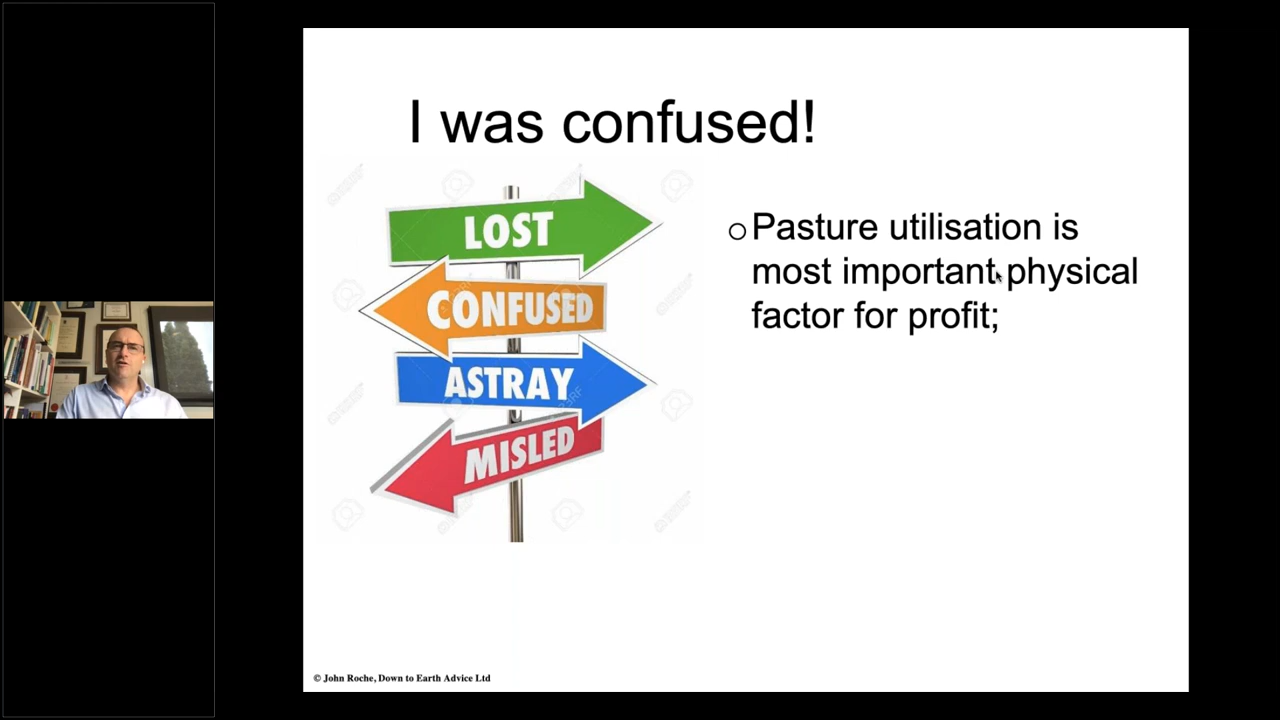 I was confused!
LOST
CONFUSED
ASTRAY
MISLED
Pasture utilisation is
most important physical
factor for profit;
© John Roche, Down to Earth Advice Ltd